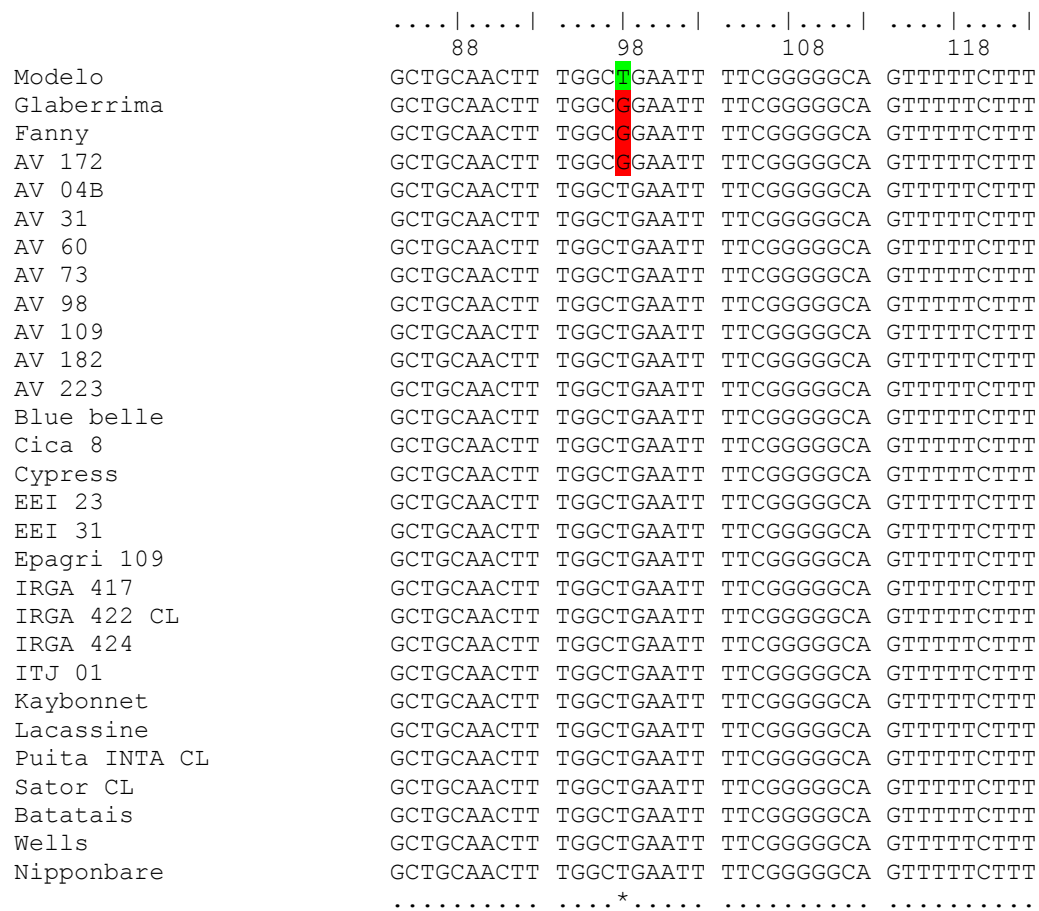 ....|....| ....|....| ....|....| ....|....|
88 98 108 118
Modelo GCTGCAACTT TGGCTGAATT TTCGGGGGCA GTTTTTCTTT
Glaberrima GCTGCAACTT TGGCGGAATT TTCGGGGGCA GTTTTTCTTT
Fanny GCTGCAACTT TGGCGGAATT TTCGGGGGCA GTTTTTCTTT
AV 172 GCTGCAACTT TGGCGGAATT TTCGGGGGCA GTTTTTCTTT
AV 04B GCTGCAACTT TGGCTGAATT TTCGGGGGCA GTTTTTCTTT
AV 31 GCTGCAACTT TGGCTGAATT TTCGGGGGCA GTTTTTCTTT
AV 60 GCTGCAACTT TGGCTGAATT TTCGGGGGCA GTTTTTCTTT
AV 73 GCTGCAACTT TGGCTGAATT TTCGGGGGCA GTTTTTCTTT
AV 98 GCTGCAACTT TGGCTGAATT TTCGGGGGCA GTTTTTCTTT
AV 109 GCTGCAACTT TGGCTGAATT TTCGGGGGCA GTTTTTCTTT
AV 182 GCTGCAACTT TGGCTGAATT TTCGGGGGCA GTTTTTCTTT
AV 223 GCTGCAACTT TGGCTGAATT TTCGGGGGCA GTTTTTCTTT
Blue belle GCTGCAACTT TGGCTGAATT TTCGGGGGCA GTTTTTCTTT
Cica 8 GCTGCAACTT TGGCTGAATT TTCGGGGGCA GTTTTTCTTT
Cypress GCTGCAACTT TGGCTGAATT TTCGGGGGCA GTTTTTCTTT
EEI 23 GCTGCAACTT TGGCTGAATT TTCGGGGGCA GTTTTTCTTT
EEI 31 GCTGCAACTT TGGCTGAATT TTCGGGGGCA GTTTTTCTTT
Epagri 109 GCTGCAACTT TGGCTGAATT TTCGGGGGCA GTTTTTCTTT
IRGA 417 GCTGCAACTT TGGCTGAATT TTCGGGGGCA GTTTTTCTTT
IRGA 422 CL GCTGCAACTT TGGCTGAATT TTCGGGGGCA GTTTTTCTTT
IRGA 424 GCTGCAACTT TGGCTGAATT TTCGGGGGCA GTTTTTCTTT
ITJ 01 GCTGCAACTT TGGCTGAATT TTCGGGGGCA GTTTTTCTTT
Kaybonnet GCTGCAACTT TGGCTGAATT TTCGGGGGCA GTTTTTCTTT
Lacassine GCTGCAACTT TGGCTGAATT TTCGGGGGCA GTTTTTCTTT
Puita INTA CL GCTGCAACTT TGGCTGAATT TTCGGGGGCA GTTTTTCTTT
Sator CL GCTGCAACTT TGGCTGAATT TTCGGGGGCA GTTTTTCTTT
Batatais GCTGCAACTT TGGCTGAATT TTCGGGGGCA GTTTTTCTTT
Wells GCTGCAACTT TGGCTGAATT TTCGGGGGCA GTTTTTCTTT
Nipponbare GCTGCAACTT TGGCTGAATT TTCGGGGGCA GTTTTTCTTT
.......... ....*..... .......... ..........